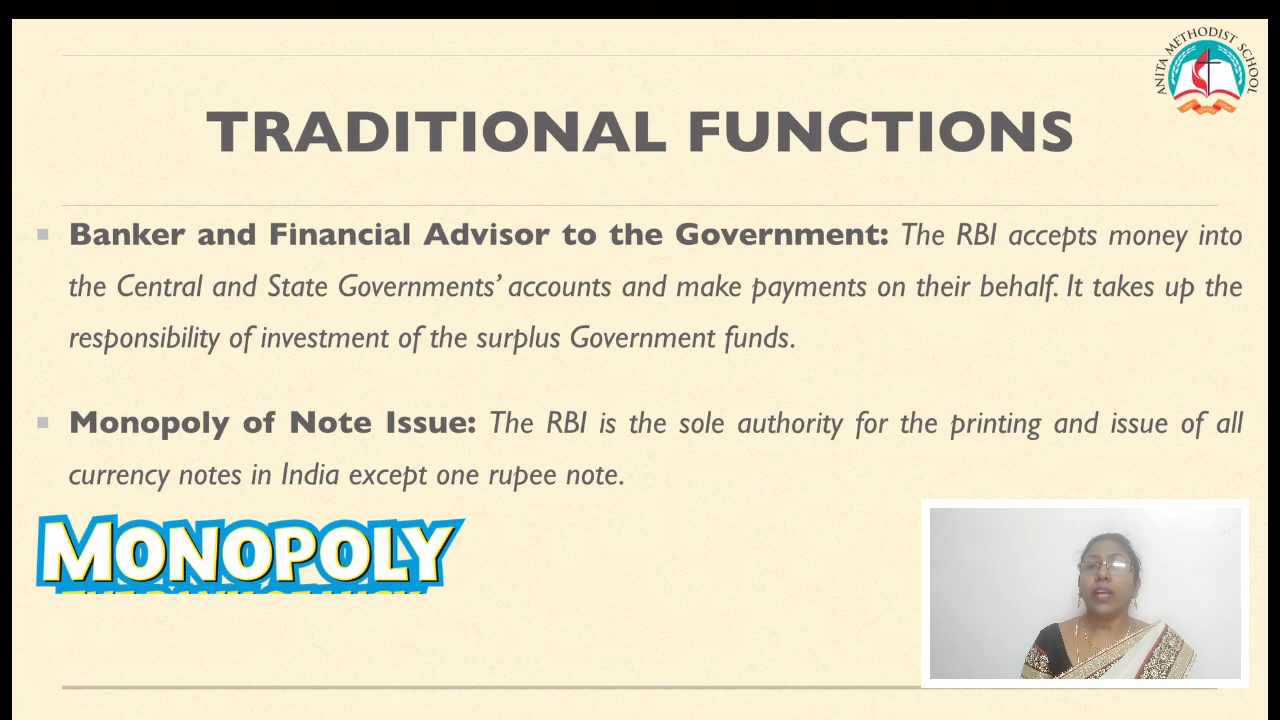 ANITA METHODIST SCHOOL
TRADITIONAL FUNCTIONS
Banker and Financial Advisor to the Government: The RBI accepts money into
the Central and State Governments’ accounts and make payments on their behalf. It takes up the
responsibility of investment of the surplus Government funds.
Monopoly of Note Issue: The RBI is the sole authority for the printing and issue of all
currency notes in India except one rupee note.
MONOPOLY